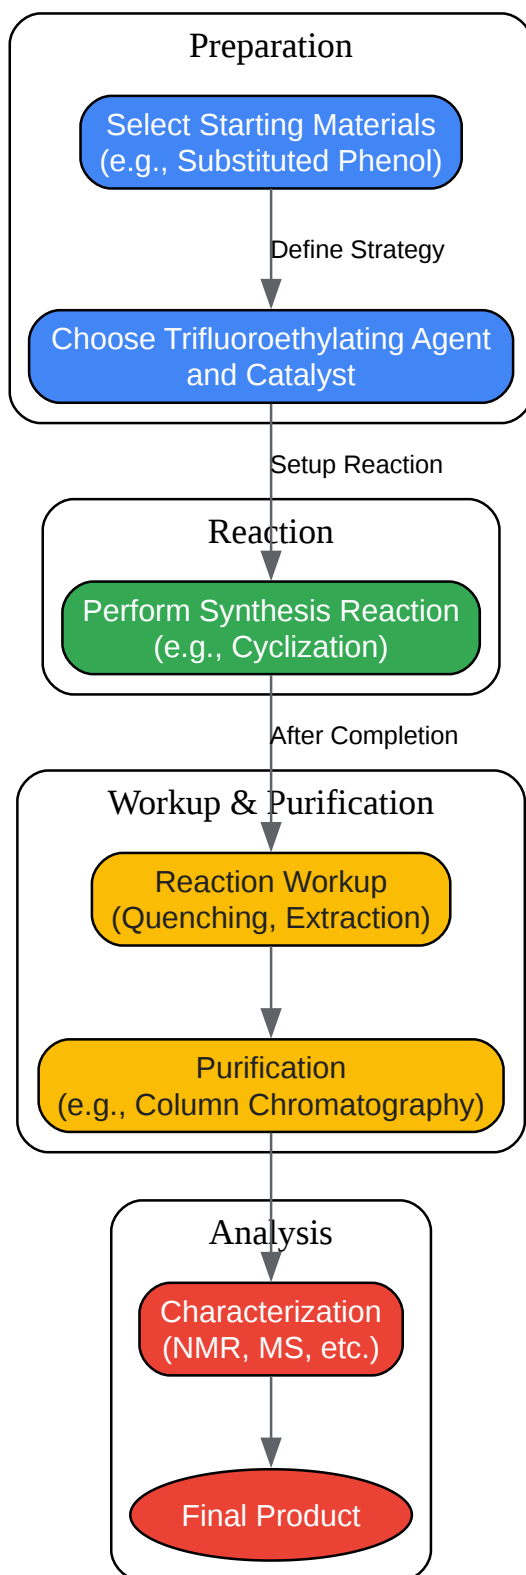 Preparation
Select Starting Materials
(e.g., Substituted Phenol)
Define Strategy
Choose Trifluoroethylating Agent
and Catalyst
Setup Reaction
Reaction
Perform Synthesis Reaction
(e.g., Cyclization)
After Completion
Workup & Purification
Reaction Workup
(Quenching, Extraction)
Purification
(e.g., Column Chromatography)
Analysis
Characterization
(NMR, MS, etc.)
Final Product